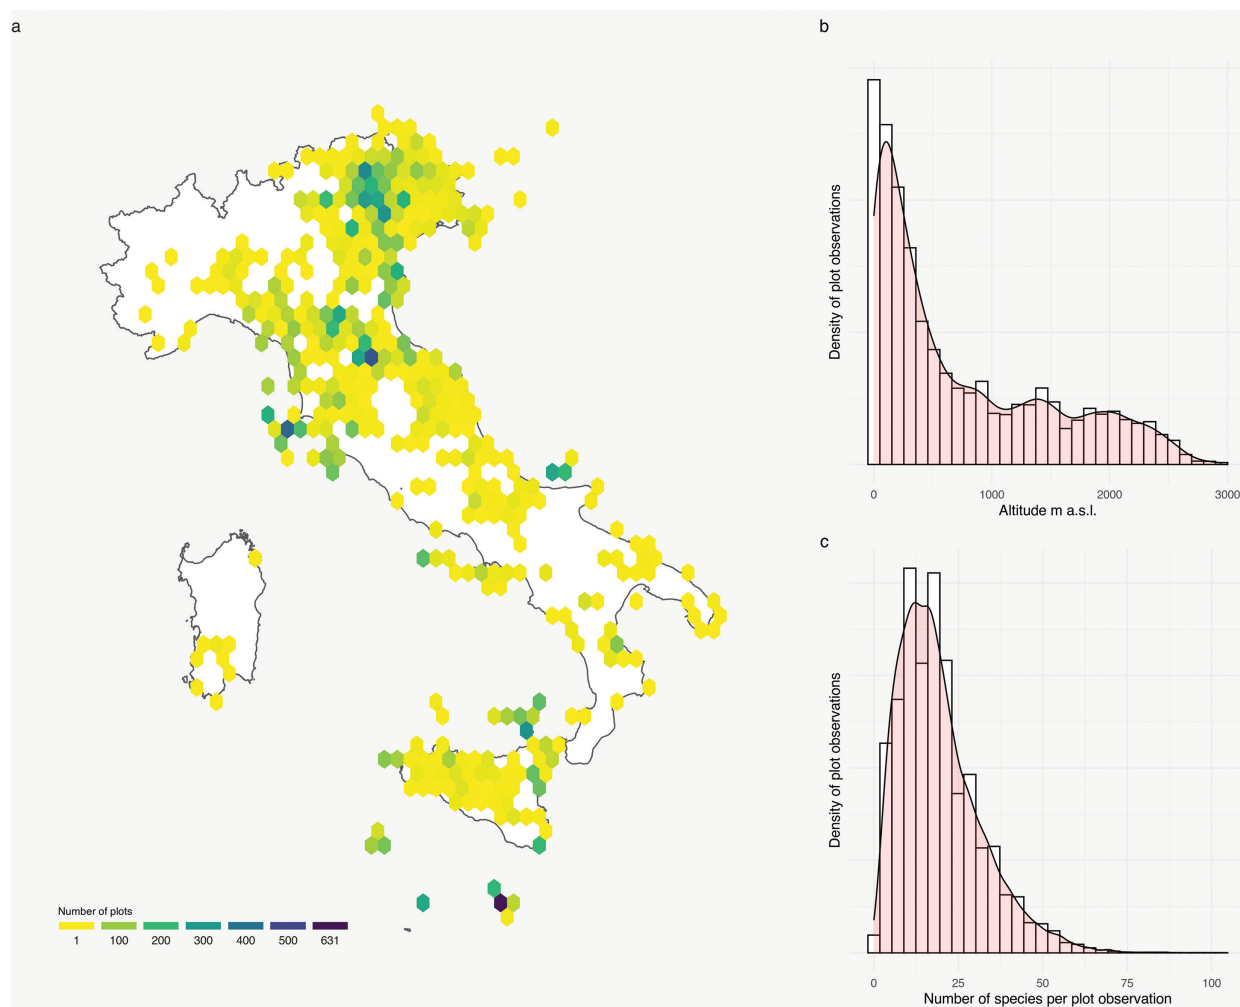 a
Number of plots
1 100 200 300 400 500 631
b
Density of plot observations
0 1000 2000 3000
Altitude m a.s.l.
c
Density of plot observations
0 25 50 75 100
Number of species per plot observation